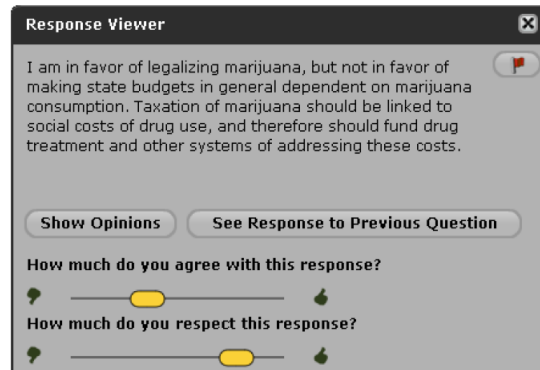 Response Viewer
I am in favor of legalizing marijuana, but not in favor of
making state budgets in general dependent on marijuana
consumption. Taxation of marijuana should be linked to
social costs of drug use, and therefore should fund drug
treatment and other systems of addressing these costs.
Show Opinions
See Response to Previous Question
How much do you agree with this response?
How much do you respect this response?